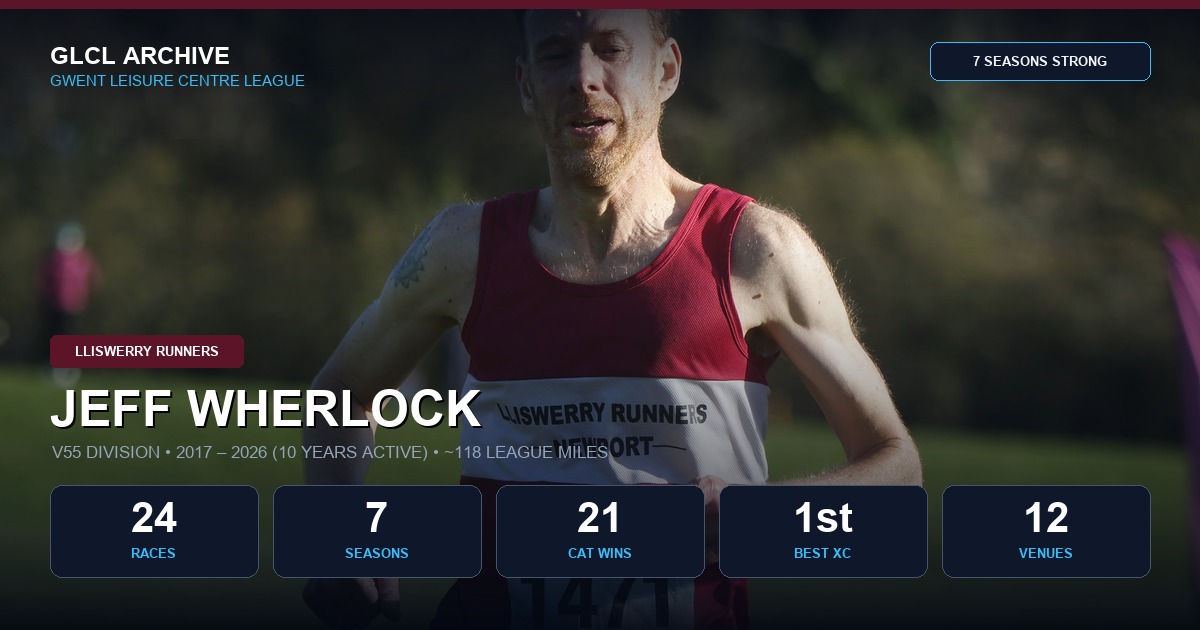 GLCL ARCHIVE
GWENT LEISURE CENTRE LEAGUE
7 SEASONS STRONG
LLISWERRY RUNNERS
JEFF WHERLOCK
LLISWERRY RUNNERS
NEWPORT
V55 DIVISION • 2017 – 2026 (10 YEARS ACTIVE) • ~118 LEAGUE MILES
24
RACES
7
SEASONS
21
CAT WINS
1st
BEST XC
12
VENUES
1471